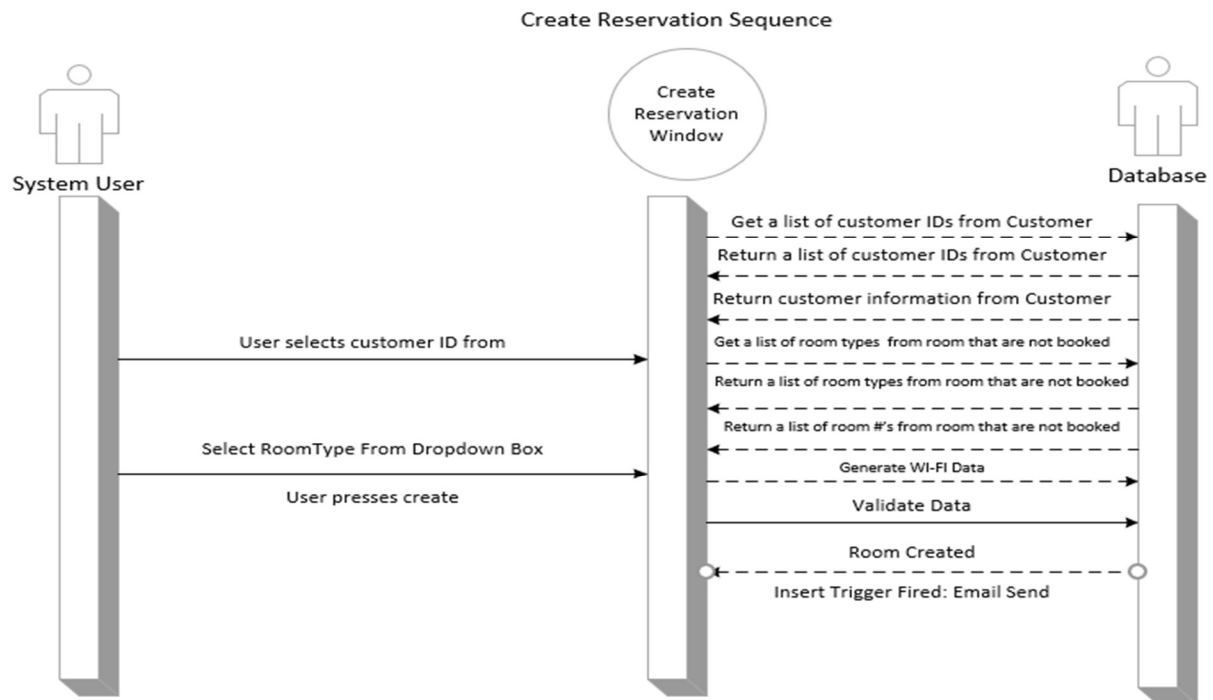 Create Reservation Sequence
Create
Reservation
Window
System User
Database
Get a list of customer IDs from Customer
Return a list of customer IDs from Customer
Return customer information from Customer
User selects customer ID from
Get a list of room types from room that are not booked
Return a list of room types from room that are not booked
Return a list of room #'s from room that are not booked
Select RoomType From Dropdown Box
Generate WI-FI Data
User presses create
Validate Data
Room Created
Insert Trigger Fired: Email Send